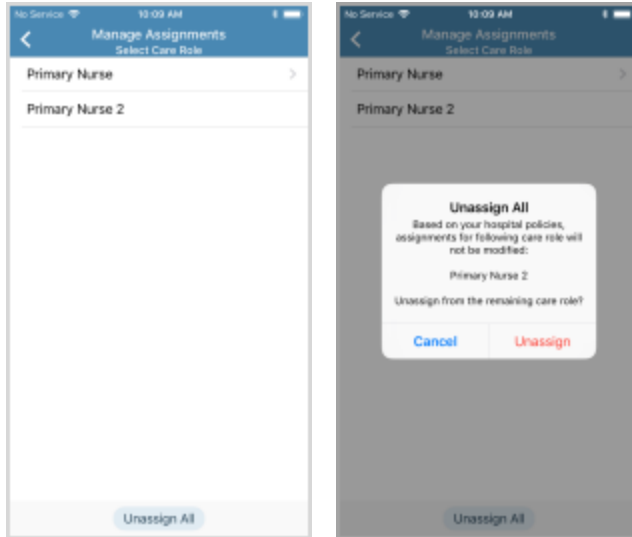 No Service 10:09 AM
Manage Assignments
Select Care Role
Primary Nurse
Primary Nurse 2
Unassign All
No Service 10:09 AM
Manage Assignments
Select Care Role
Primary Nurse
Primary Nurse 2
Unassign All
Based on your hospital policies,
assignments for following care role will
not be modified:
Primary Nurse 2
Unassign from the remaining care role?
Cancel Unassign
Unassign All